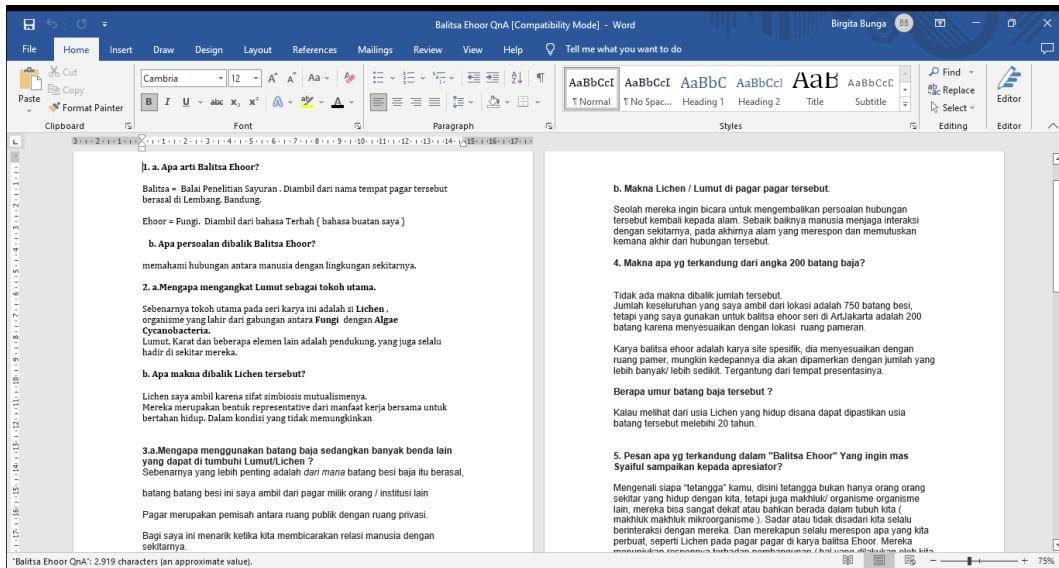 Balitsa Ehoor QnA [Compatibility Mode] - Word
Birgita Bunga
BB
File Home Insert Draw Design Layout References Mailings Review View Help Tell me what you want to do
Paste
Cut
Copy
Format Painter
Clipboard
Cambria 12
Font
Paragraph
AaBbCcI AaBbCcI AaBbC AaBbCcI AaB AaBbCcC
¶ Normal ¶ No Spac... Heading 1 Heading 2 Title Subtitle
Styles
Find
Replace
Select
Editing
Editor
Editor
1. a. Apa arti Balitsa Ehoor?
Balitsa = Balai Penelitian Sayuran . Diambil dari nama tempat pagar tersebut
berasal di Lembang, Bandung.
Ehoor = Fungi. Diambil dari bahasa Terhah ( bahasa buatan saya )
b. Apa persoalan dibalik Balitsa Ehoor?
memahami hubungan antara manusia dengan lingkungan sekitarnya.
2. a.Mengapa mengangkat Lumut sebagai tokoh utama.
Sebenarnya tokoh utama pada seri karya ini adalah si Lichen ,
organisme yang lahir dari gabungan antara Fungi dengan Algae
Cycanobacteria.
Lumut, Karat dan beberapa elemen lain adalah pendukung, yang juga selalu
hadir di sekitar mereka.
b. Apa makna dibalik Lichen tersebut?
Lichen saya ambil karena sifat simbiosis mutualismenya.
Mereka merupakan bentuk representative dari manfaat kerja bersama untuk
bertahan hidup. Dalam kondisi yang tidak memungkinkan
3.a.Mengapa menggunakan batang baja sedangkan banyak benda lain
yang dapat di tumbuhi Lumut/Lichen ?
Sebenarnya yang lebih penting adalah dari mana batang besi baja itu berasal,
batang batang besi ini saya ambil dari pagar milik orang / institusi lain
Pagar merupakan pemisah antara ruang publik dengan ruang privasi.
Bagi saya ini menarik ketika kita membicarakan relasi manusia dengan
sekitarnya.
b. Makna Lichen / Lumut di pagar pagar tersebut.
Seolah mereka ingin bicara untuk mengembalikan persoalan hubungan
tersebut kembali kepada alam. Sebaik baiknya manusia menjaga interaksi
dengan sekitarnya, pada akhirnya alam yang merespon dan memutuskan
kemana akhir dari hubungan tersebut.
4. Makna apa yg terkandung dari angka 200 batang baja?
Tidak ada makna dibalik jumlah tersebut.
Jumlah keseluruhan yang saya ambil dari lokasi adalah 750 batang besi,
tetapi yang saya gunakan untuk balitsa ehoor seri di ArtJakarta adalah 200
batang karena menyesuaikan dengan lokasi ruang pameran.
Karya balitsa ehoor adalah karya site spesifik, dia menyesuaikan dengan
ruang pamer, mungkin kedepannya dia akan dipamerkan dengan jumlah yang
lebih banyak/ lebih sedikit. Tergantung dari tempat presentasinya.
Berapa umur batang baja tersebut ?
Kalau melihat dari usia Lichen yang hidup disana dapat dipastikan usia
batang tersebut melebihi 20 tahun.
5. Pesan apa yg terkandung dalam "Balitsa Ehoor" Yang ingin mas
Syaiful sampaikan kepada apresiator?
Mengenali siapa “tetangga” kamu, disini tetangga bukan hanya orang orang
sekitar yang hidup dengan kita, tetapi juga makhluk/ organisme organisme
lain, mereka bisa sangat dekat atau bahkan berada dalam tubuh kita (
makhluk makhluk mikroorganisme ). Sadar atau tidak disadari kita selalu
berinteraksi dengan mereka. Dan merekapun selalu merespon apa yang kita
perbuat, seperti Lichen pada pagar pagar di karya balitsa Ehoor. Mereka
"Balitsa Ehoor QnA": 2.919 characters (an approximate value).
75%